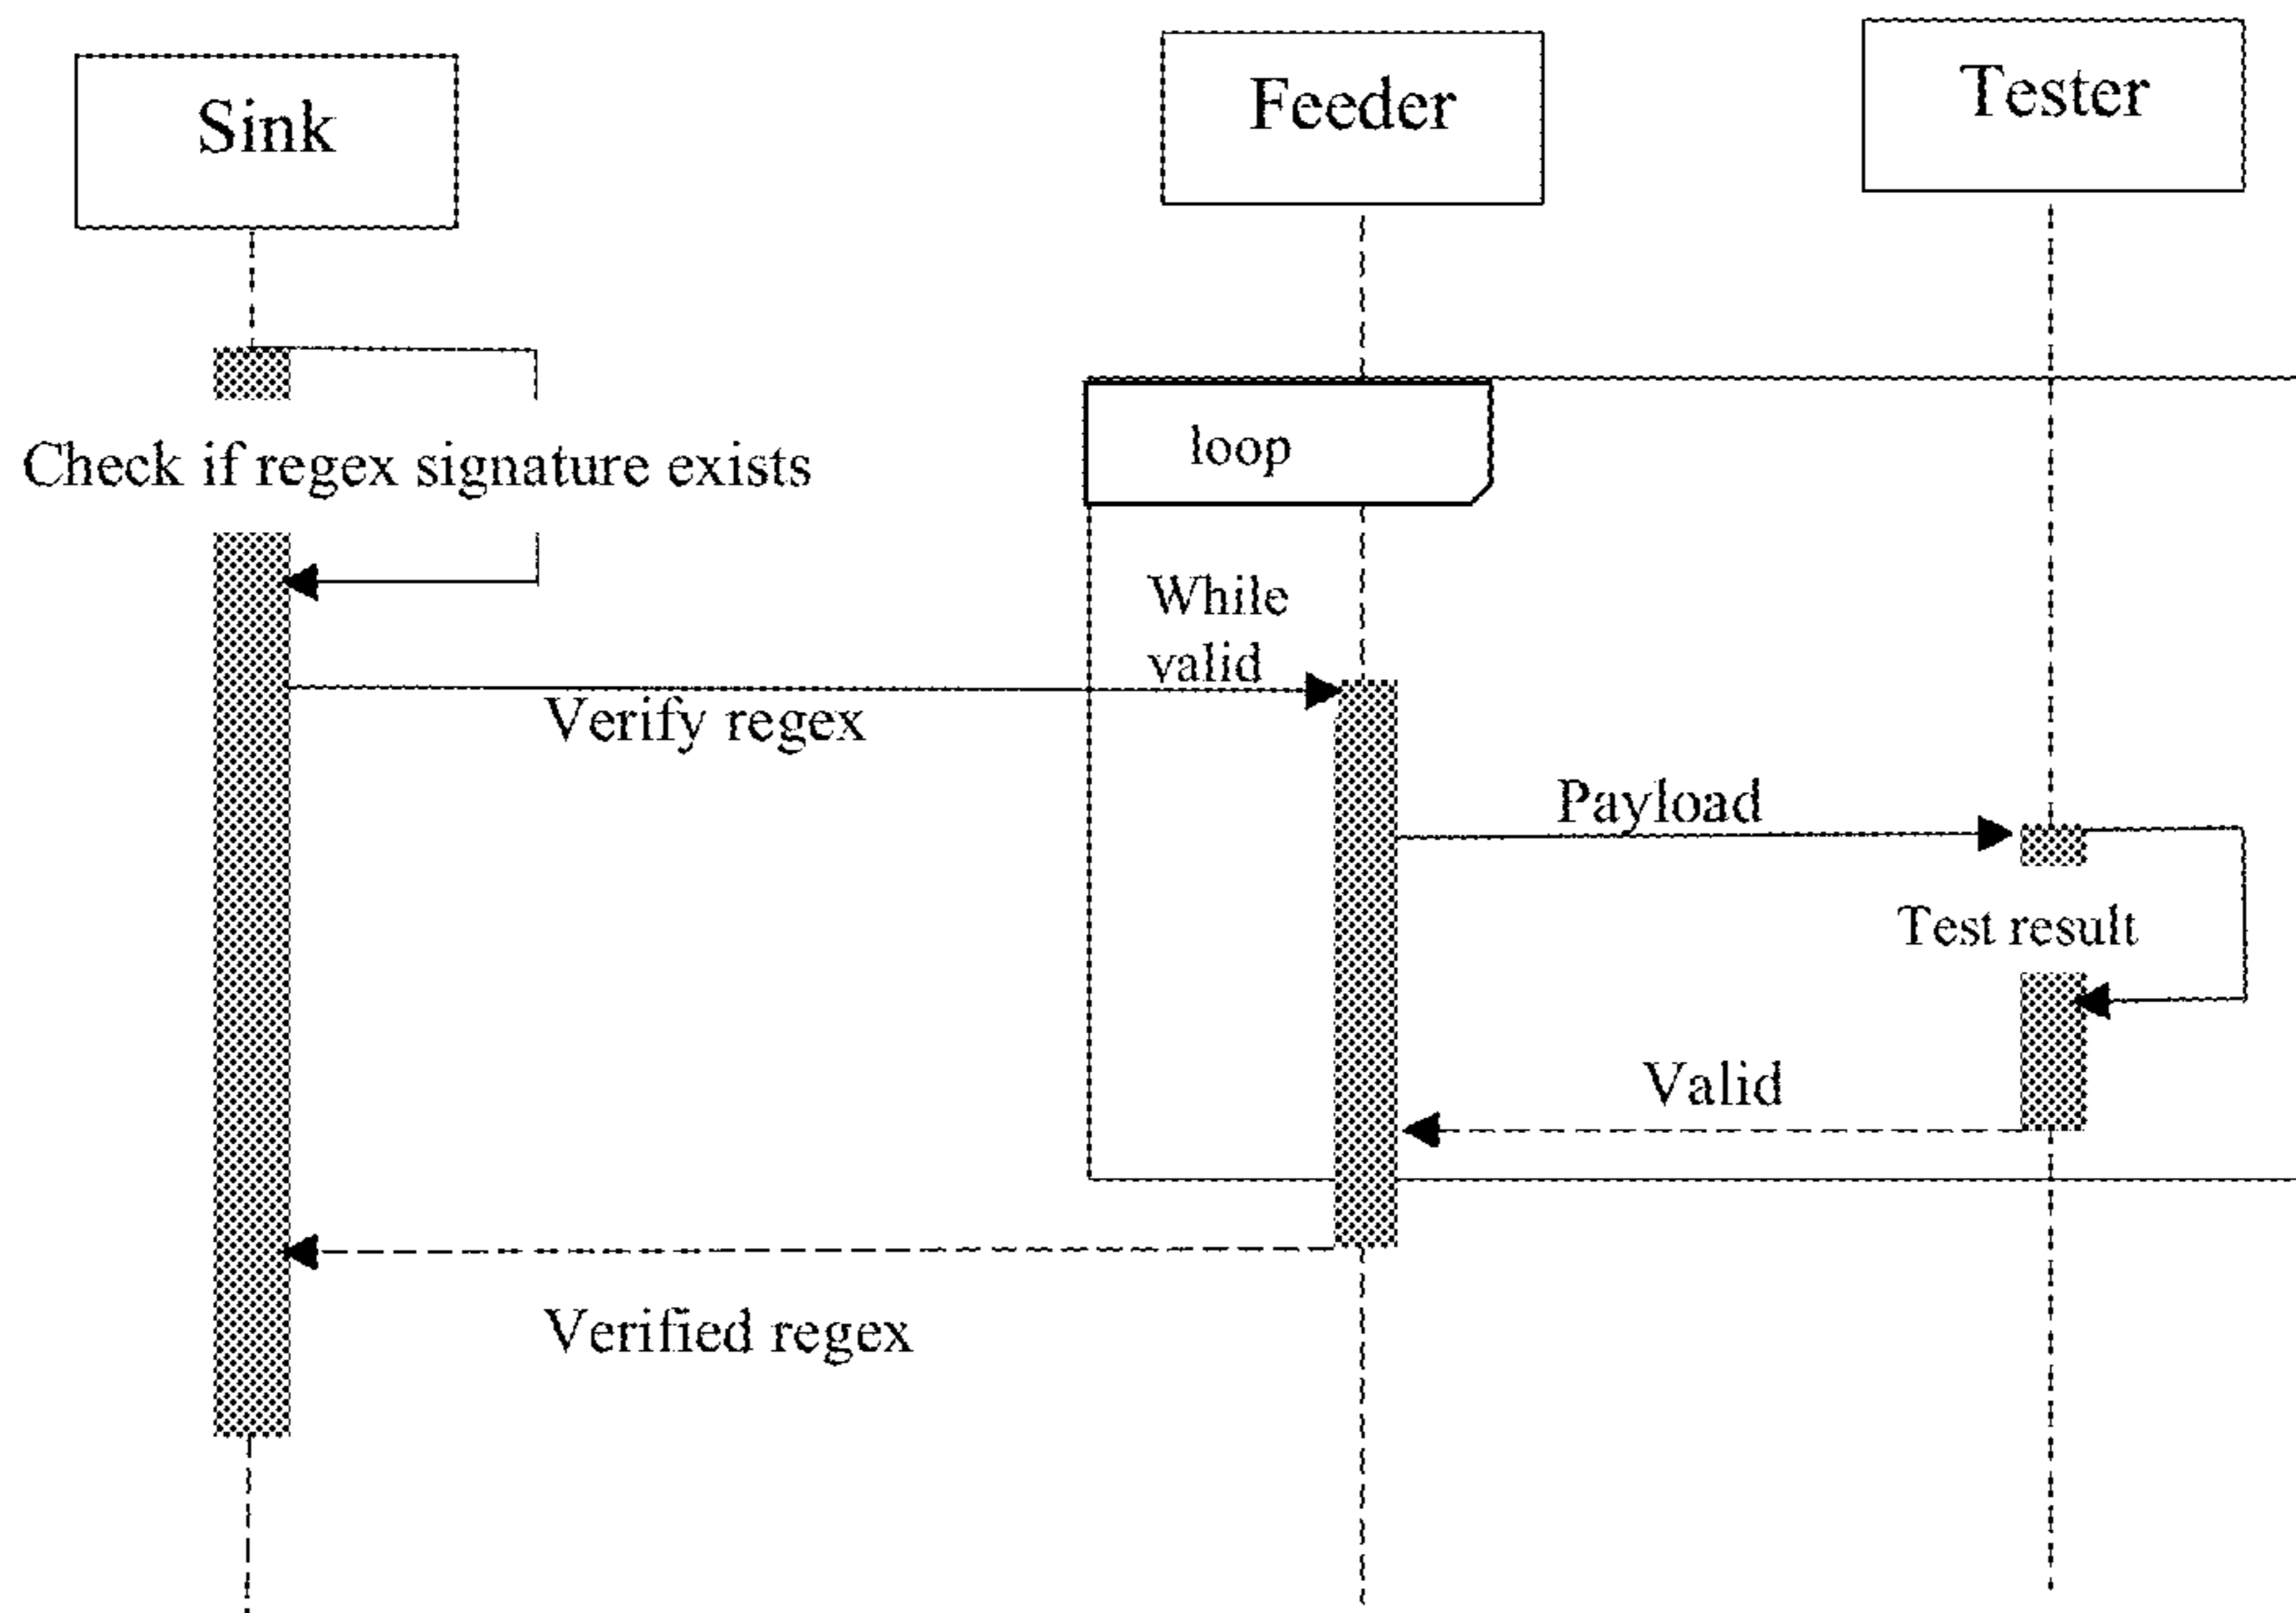 Sink
Feeder
Tester
Check if regex signature exists
loop
While
valid
Verify regex
Payload
Test result
Valid
Verified regex